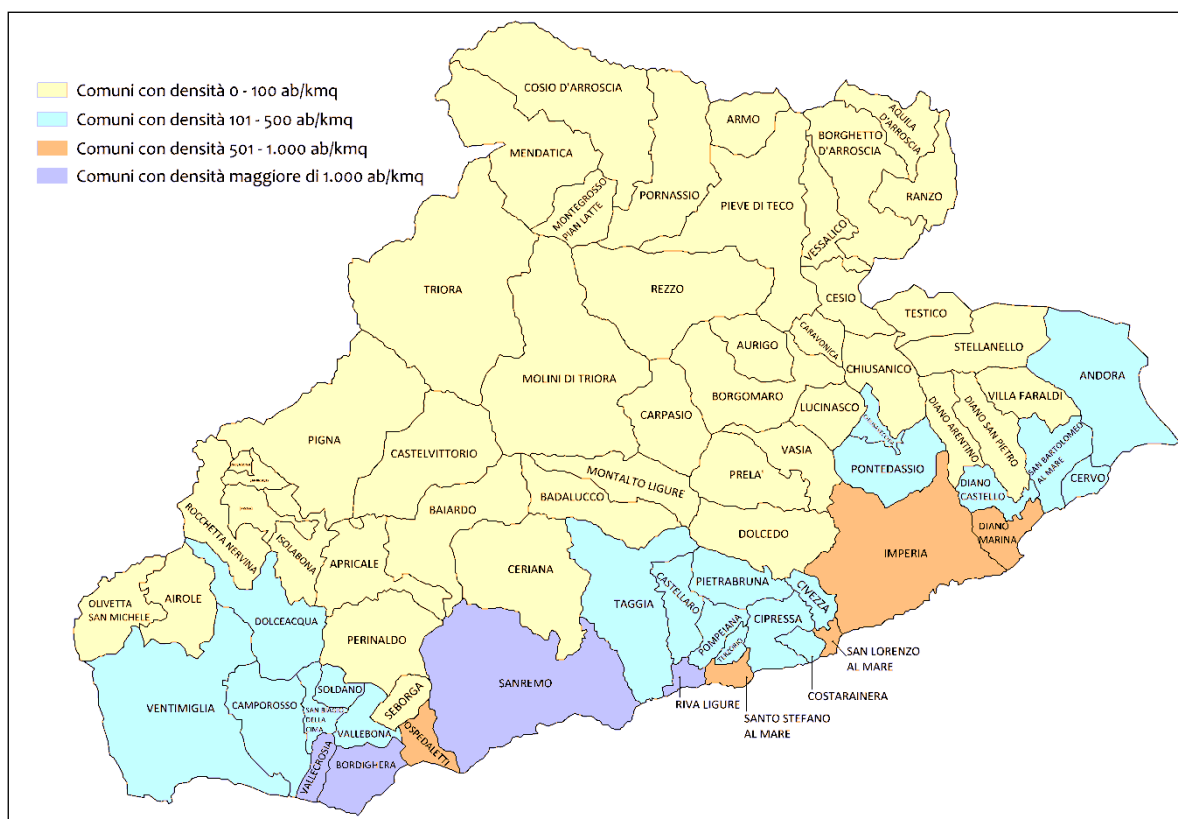 Comuni con densità 0 - 100 ab/kmq
Comuni con densità 101 - 500 ab/kmq
Comuni con densità 501 - 1.000 ab/kmq
Comuni con densità maggiore di 1.000 ab/kmq
COSIO D'ARROSCIA
ARMO
AQUILA
D'ARROSCIA
BORGHETTO
D'ARROSCIA
MENDATICA
MONTEGROSSO
PIAN LATTE
PORNASSIO
PIEVE DI TECO
RANZO
VESSALICO
TRIORA
REZZO
CESIO
TESTICO
CARAVONICA
AURIGO
STELLANELLO
MOLINI DI TRIORA
CHIUSANICO
ANDORA
CARPASIO
BORGOMARO
LUCINASCO
DIANO ARENTINO
DIANO SAN PIETRO
VILLA FARALDI
PIGNA
CASTELVITTORIO
VASIA
PRELA'
PONTEDASSIO
SAN BARTOLOMEO
AL MARE
CERVO
MONTALTO LIGURE
BADALUCCO
DIANO
CASTELLO
BAIARDO
ROCCHETTA NERVINA
ISOLABONA
APRICALE
CERIANA
DOLCEDO
IMPERIA
DIANO
MARINA
OLIVETTA
SAN MICHELE
AIROLE
DOLCEACQUA
PERINALDO
TAGGIA
CASTELLARO
PIETRABRUNA
CIVEZZA
POMPEIANA
TERZORIO
CIPRESSA
SAN LORENZO
AL MARE
COSTARAINERA
VENTIMIGLIA
CAMPOROSSO
SOLDANO
SAN BIAGIO
DELLA
CIMA
VALLEBONA
SEBORGA
SANREMO
RIVA LIGURE
SANTO STEFANO
AL MARE
OSPEDALETTI
VALLECROSIA
BORDIGHERA